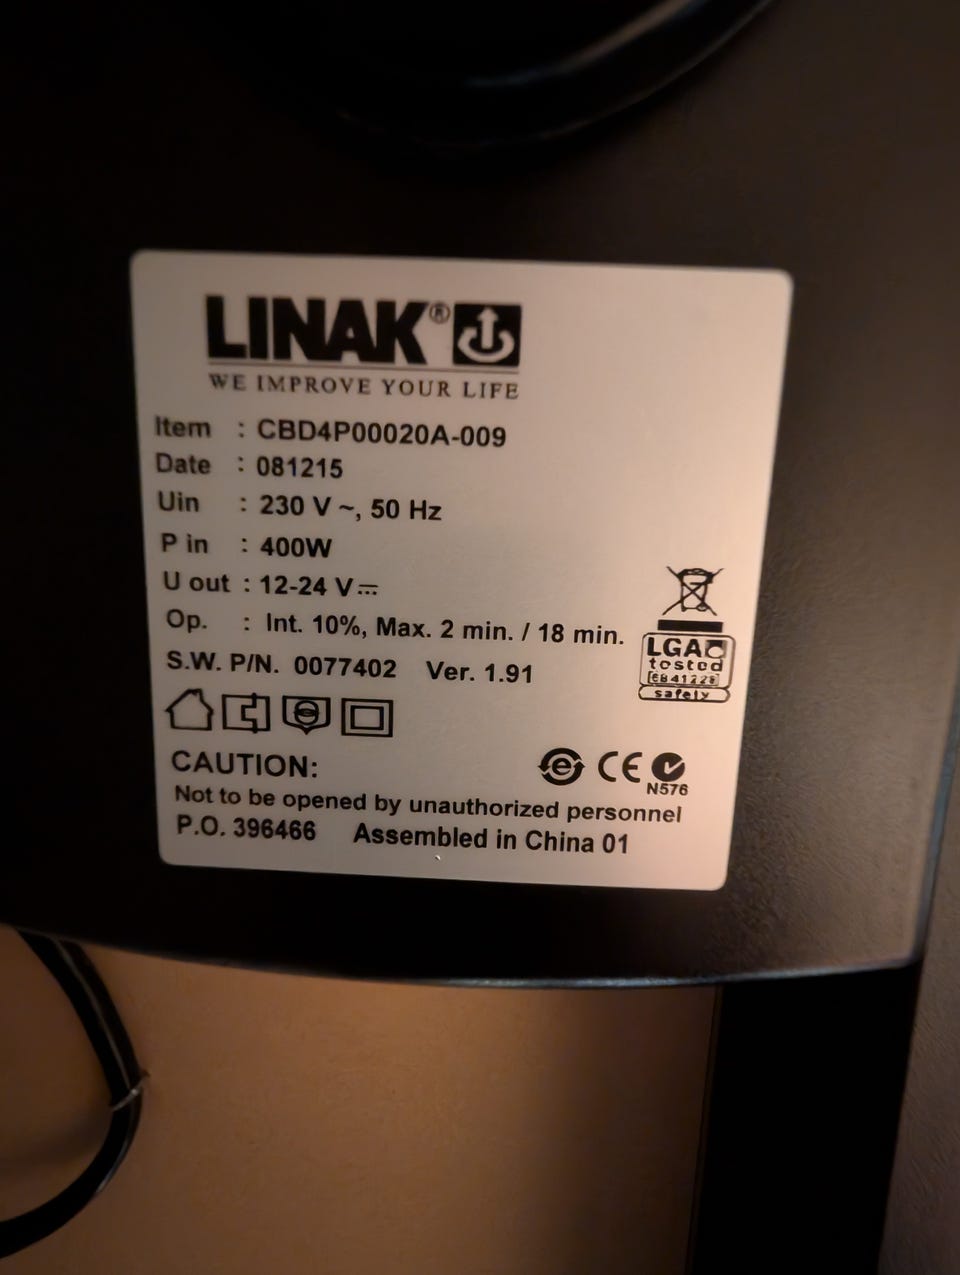 LINAK®
WE IMPROVE YOUR LIFE
Item : CBD4P00020A-009
Date : 081215
Uin : 230 V ~, 50 Hz
P in : 400W
U out : 12-24 V⎓
Op. : Int. 10%, Max. 2 min. / 18 min.
S.W. P/N. 0077402 Ver. 1.91
LGA
tested
safety
CAUTION:
e CE
N576
Not to be opened by unauthorized personnel
P.O. 396466 Assembled in China 01